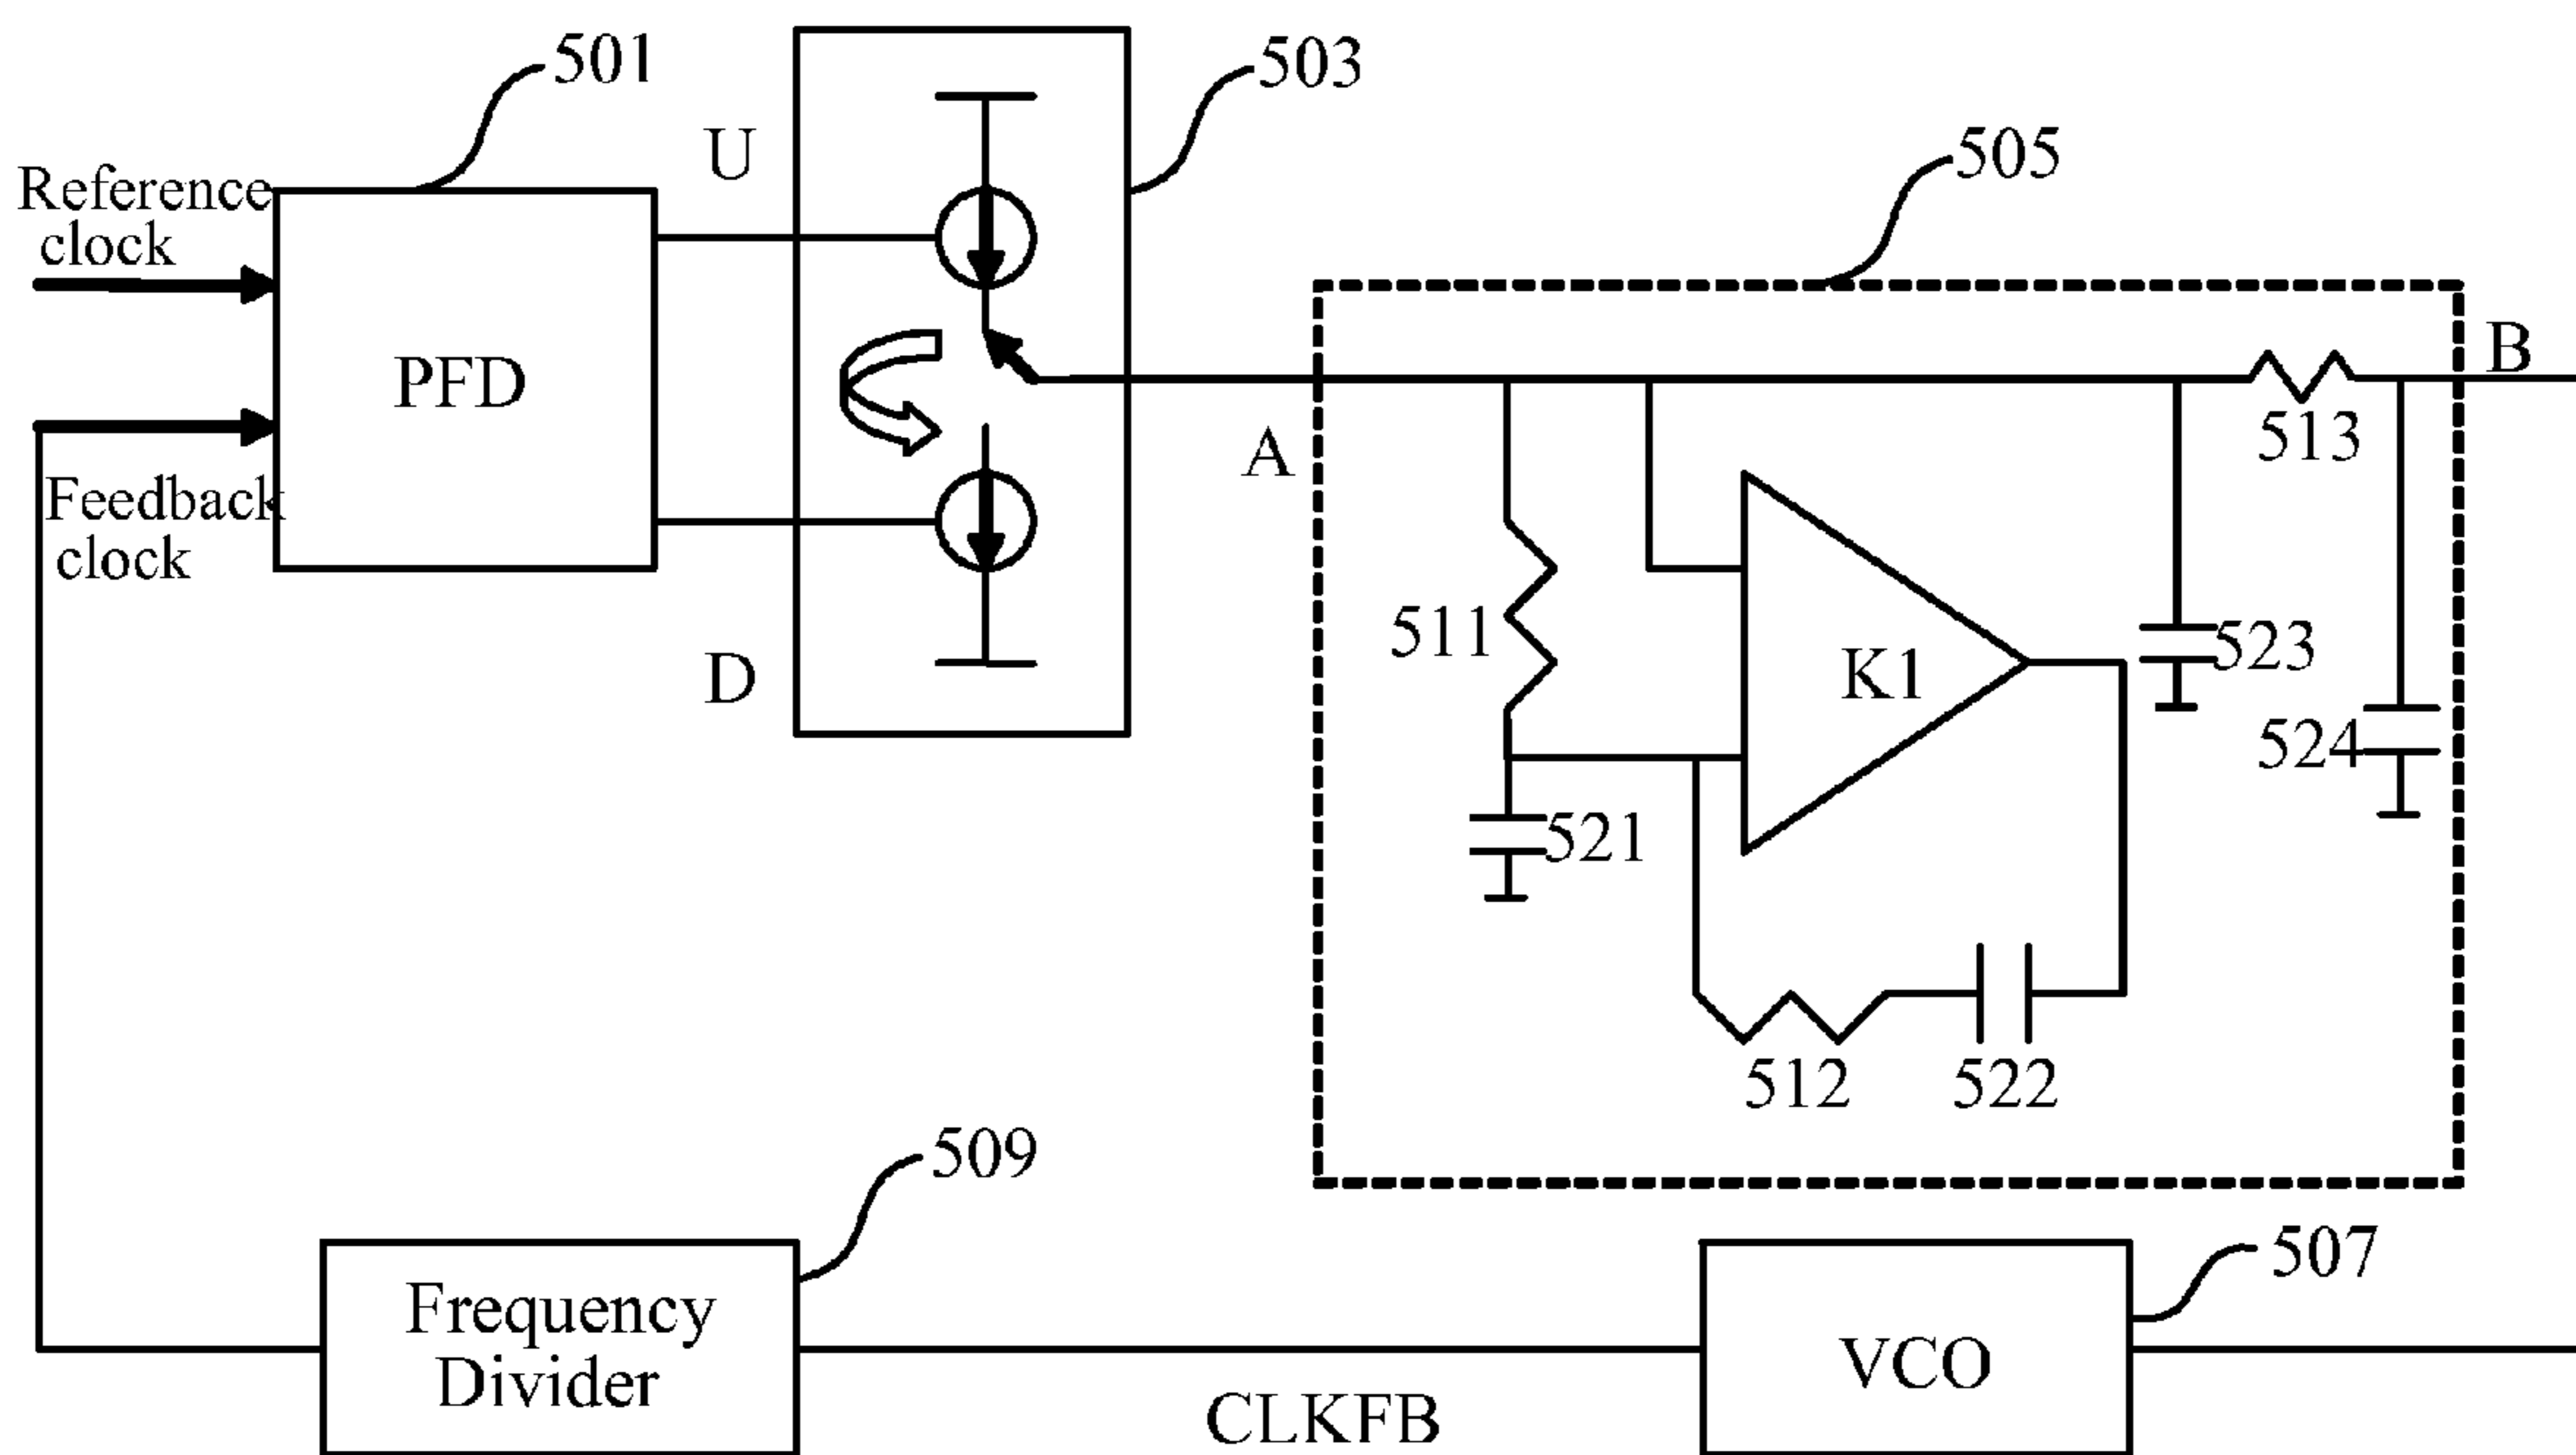 501
503
U
505
Reference
clock
PFD
B
513
A
Feedback
clock
511
K1
523
D
524
521
512
522
509
507
Frequency
Divider
VCO
CLKFB